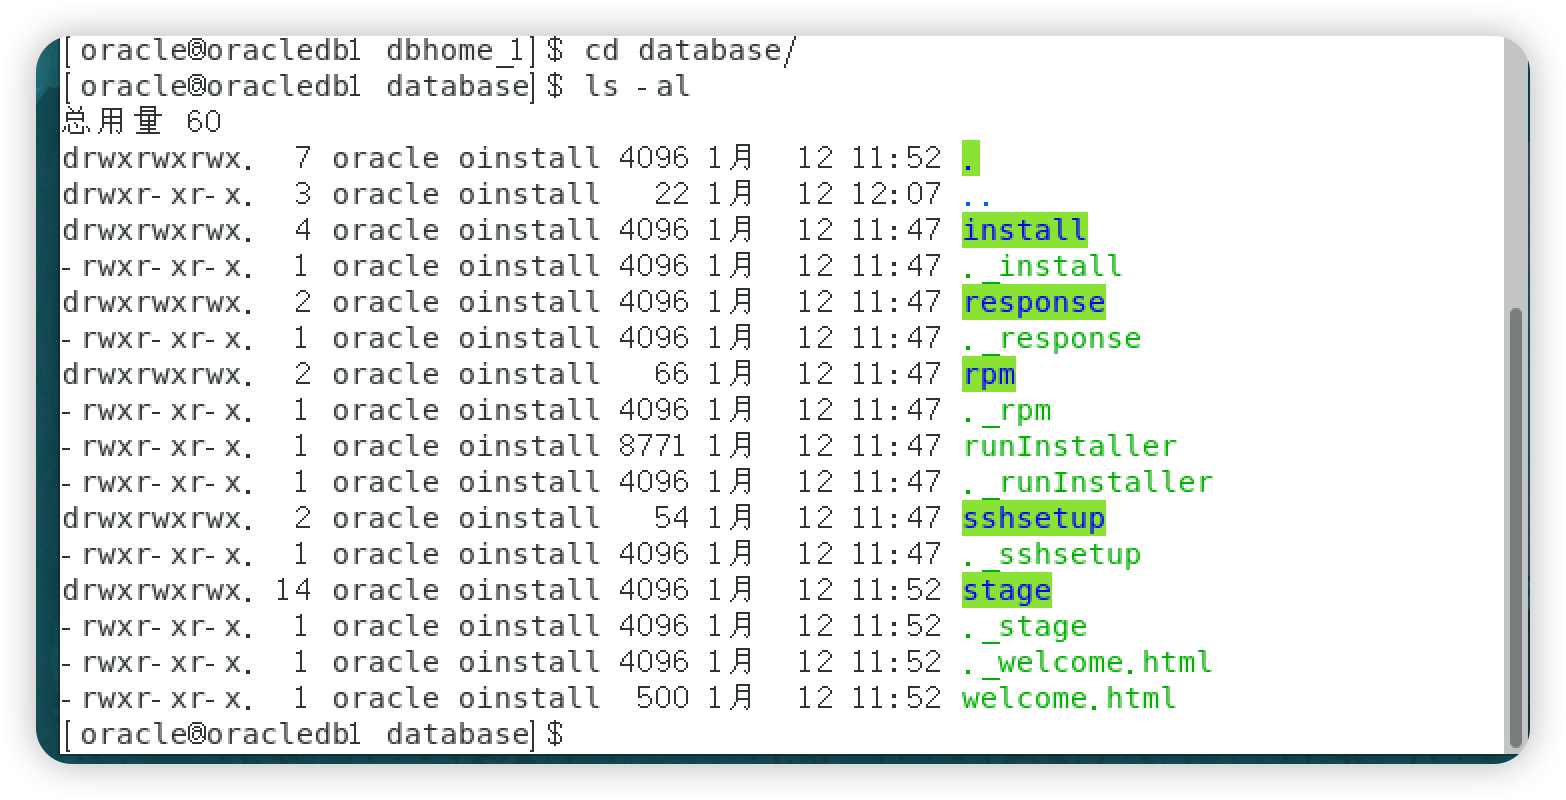 [oracle@oracledb1 dbhome_1]$ cd database/
[oracle@oracledb1 database]$ ls -al
总用量 60
drwxrwxrwx.  7 oracle oinstall 4096 1月  12 11:52 .
drwxr-xr-x.  3 oracle oinstall   22 1月  12 12:07 ..
drwxrwxrwx.  4 oracle oinstall 4096 1月  12 11:47 install
-rwxr-xr-x.  1 oracle oinstall 4096 1月  12 11:47 ._install
drwxrwxrwx.  2 oracle oinstall 4096 1月  12 11:47 response
-rwxr-xr-x.  1 oracle oinstall 4096 1月  12 11:47 ._response
drwxrwxrwx.  2 oracle oinstall   66 1月  12 11:47 rpm
-rwxr-xr-x.  1 oracle oinstall 4096 1月  12 11:47 ._rpm
-rwxr-xr-x.  1 oracle oinstall 8771 1月  12 11:47 runInstaller
-rwxr-xr-x.  1 oracle oinstall 4096 1月  12 11:47 ._runInstaller
drwxrwxrwx.  2 oracle oinstall   54 1月  12 11:47 sshsetup
-rwxr-xr-x.  1 oracle oinstall 4096 1月  12 11:47 ._sshsetup
drwxrwxrwx. 14 oracle oinstall 4096 1月  12 11:52 stage
-rwxr-xr-x.  1 oracle oinstall 4096 1月  12 11:52 ._stage
-rwxr-xr-x.  1 oracle oinstall 4096 1月  12 11:52 ._welcome.html
-rwxr-xr-x.  1 oracle oinstall  500 1月  12 11:52 welcome.html
[oracle@oracledb1 database]$